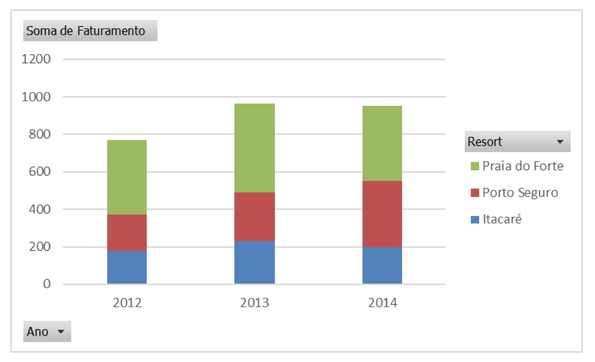 Soma de Faturamento
1200
1000
800
600
400
200
0
2012 2013 2014
Resort
Praia do Forte
Porto Seguro
Itacaré
Ano